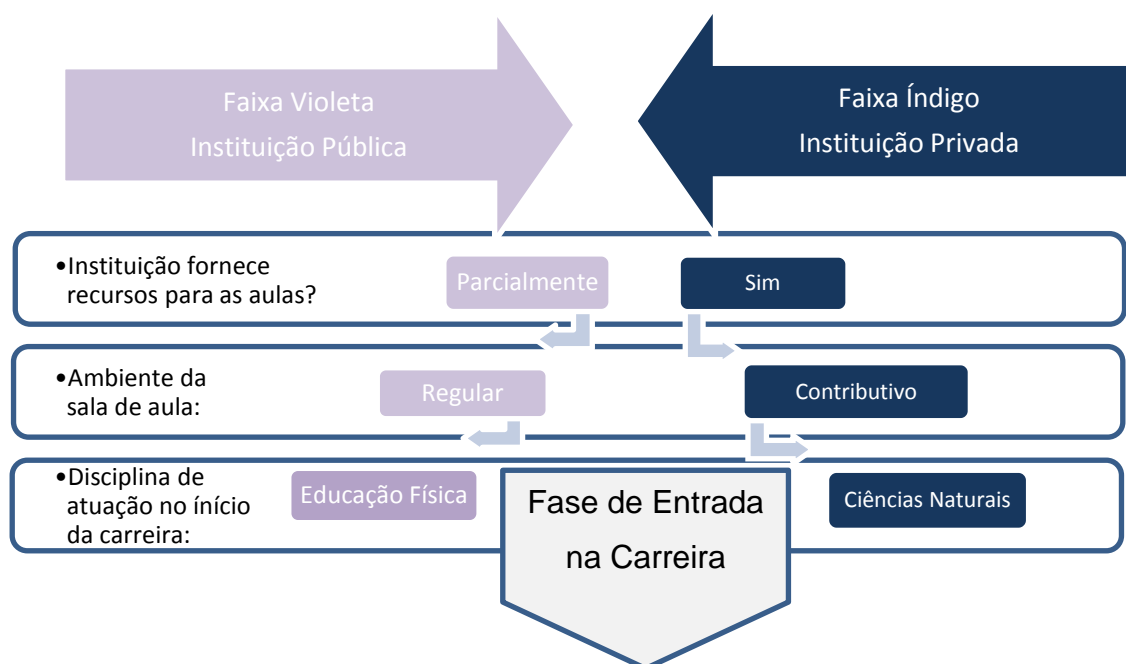 Faixa Violeta
Instituição Pública
Faixa Índigo
Instituição Privada
•Instituição fornece
recursos para as aulas?
Parcialmente
Sim
•Ambiente da
sala de aula:
Regular
Contributivo
•Disciplina de
atuação no ínício
da carreira:
Educação Física
Fase de Entrada
na Carreira
Ciências Naturais